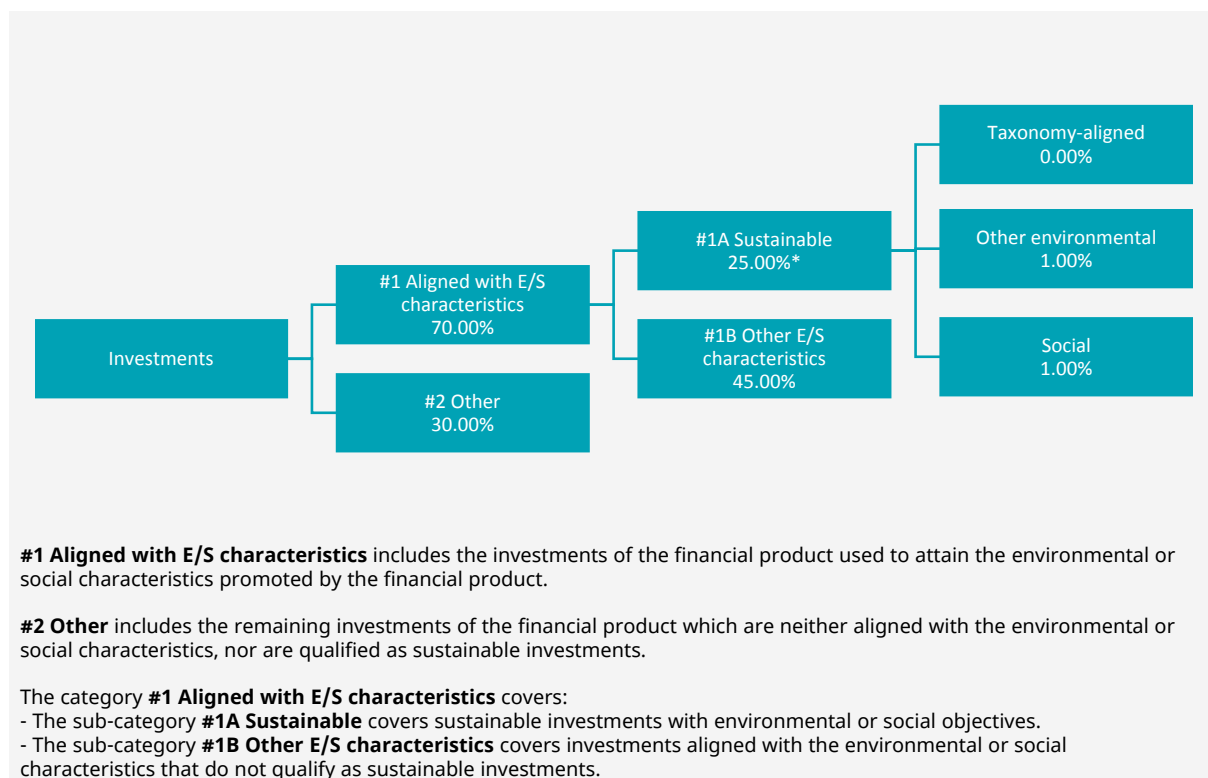 Investments
#1 Aligned with E/S
characteristics
70.00%
#2 Other
30.00%
#1A Sustainable
25.00%*
#1B Other E/S
characteristics
45.00%
Taxonomy-aligned
0.00%
Other environmental
1.00%
Social
1.00%
#1 Aligned with E/S characteristics includes the investments of the financial product used to attain the environmental or
social characteristics promoted by the financial product.
#2 Other includes the remaining investments of the financial product which are neither aligned with the environmental or
social characteristics, nor are qualified as sustainable investments.
The category #1 Aligned with E/S characteristics covers:
- The sub-category #1A Sustainable covers sustainable investments with environmental or social objectives.
- The sub-category #1B Other E/S characteristics covers investments aligned with the environmental or social
characteristics that do not qualify as sustainable investments.